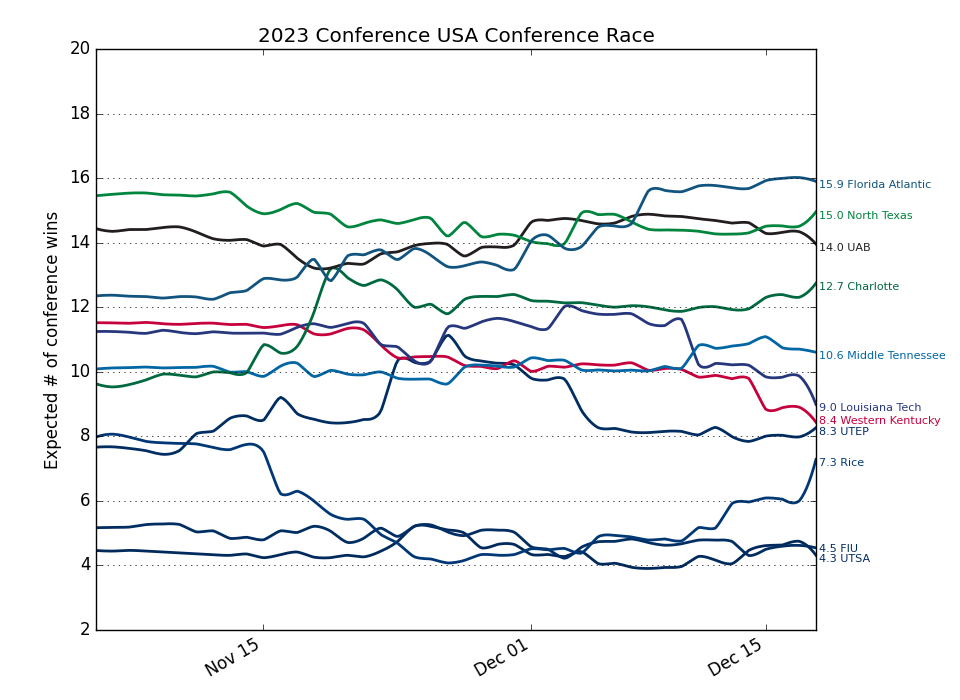 2023 Conference USA Conference Race
Expected # of conference wins
20
18
16
14
12
10
8
6
4
2
15.9 Florida Atlantic
15.0 North Texas
14.0 UAB
12.7 Charlotte
10.6 Middle Tennessee
9.0 Louisiana Tech
8.4 Western Kentucky
8.3 UTEP
7.3 Rice
4.5 FIU
4.3 UTSA
Nov 15
Dec 01
Dec 15